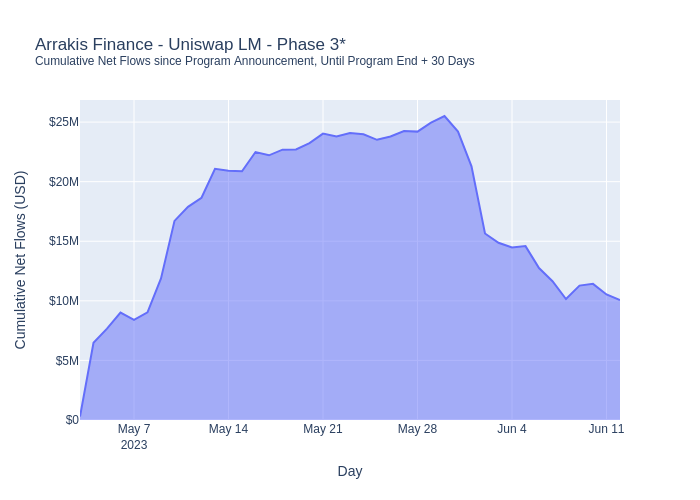 Arrakis Finance - Uniswap LM - Phase 3*
Cumulative Net Flows since Program Announcement, Until Program End + 30 Days
Cumulative Net Flows (USD)
$25M
$20M
$15M
$10M
$5M
$0
May 7
2023
May 14
May 21
May 28
Jun 4
Jun 11
Day